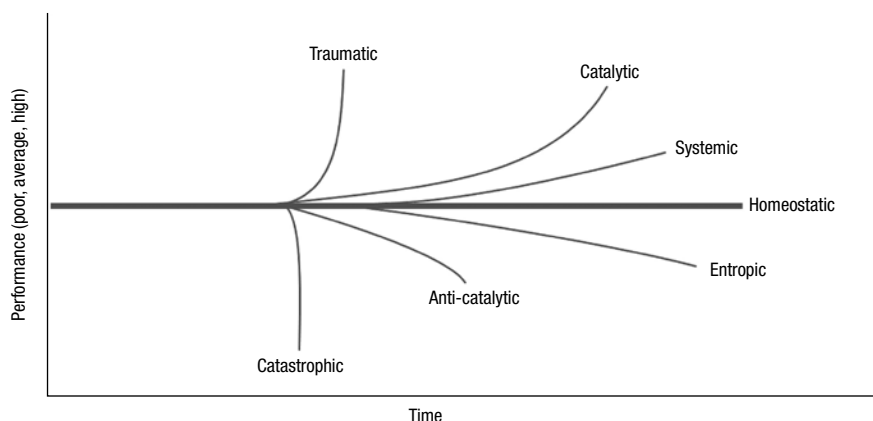 Performance (poor, average, high)
Traumatic
Catalytic
Systemic
Homeostatic
Entropic
Anti-catalytic
Catastrophic
Time